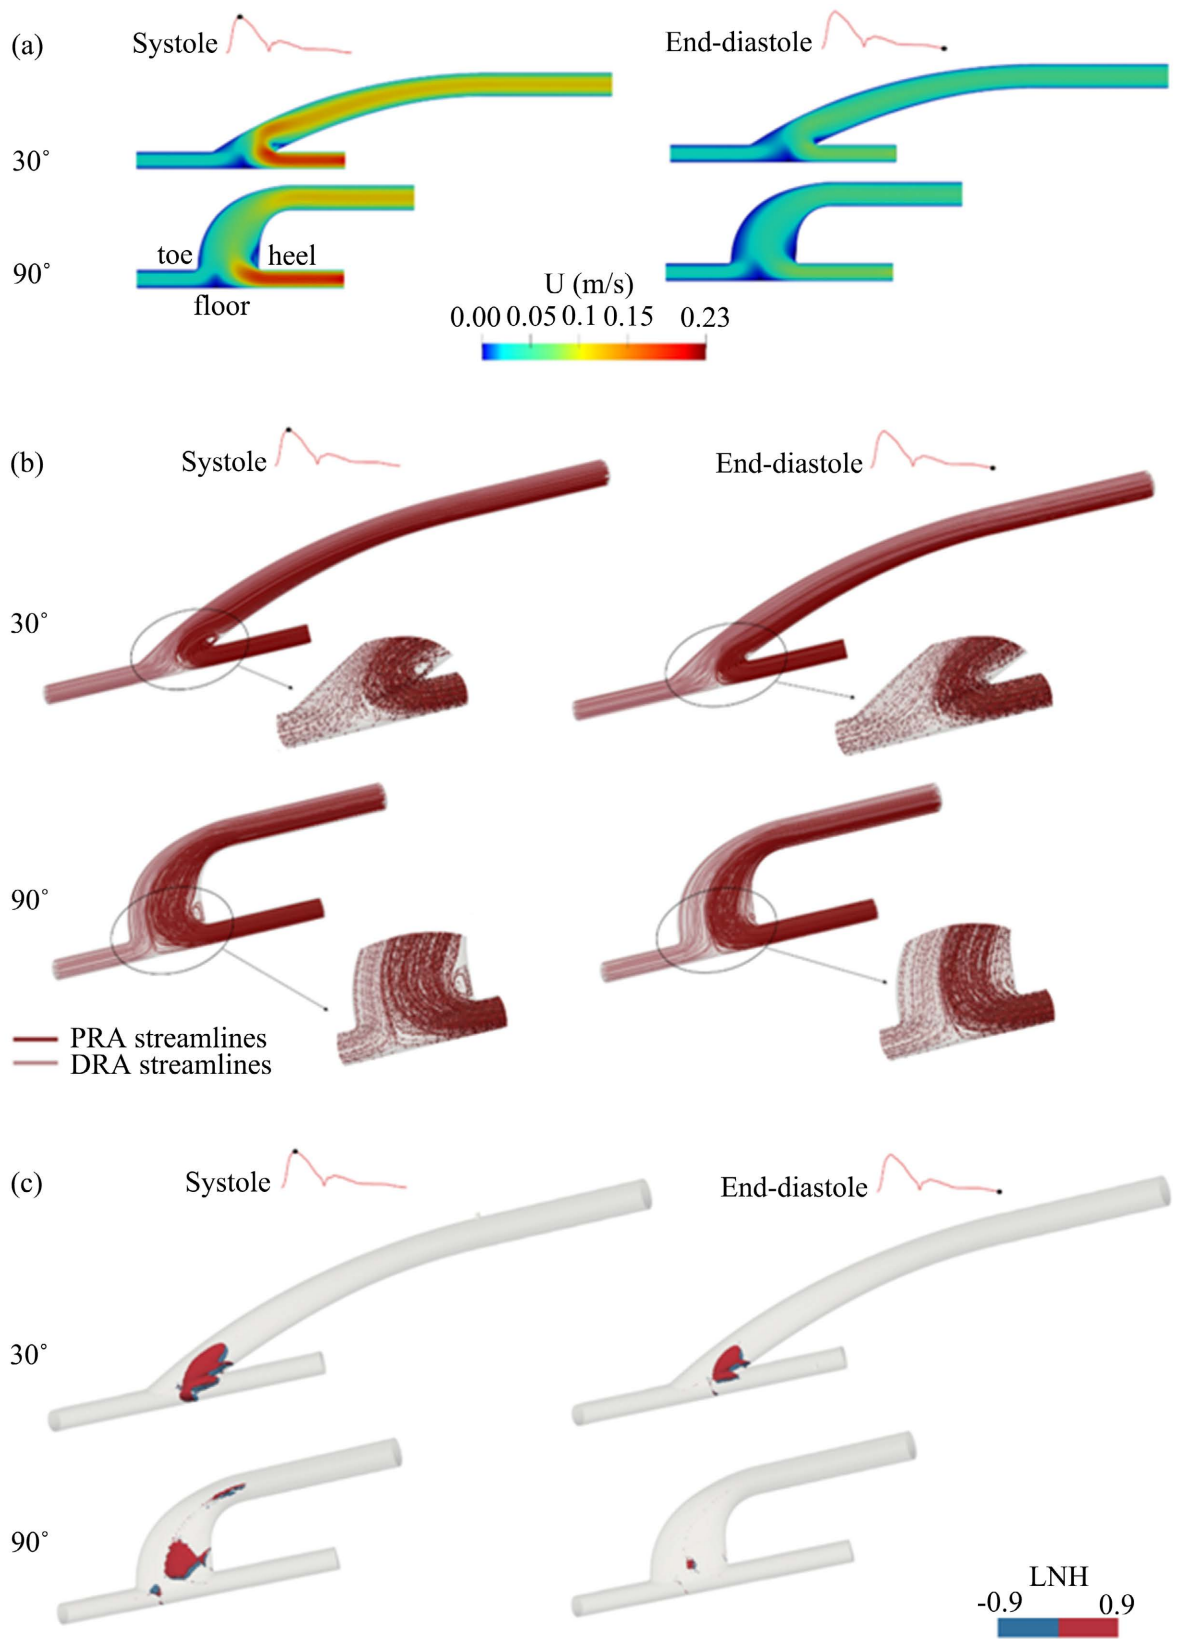 (a)
Systole
End-diastole
30°
toe
heel
90°
floor
U (m/s)
0.00 0.05 0.1 0.15 0.23
(b)
Systole
End-diastole
30°
90°
PRA streamlines
DRA streamlines
(c)
Systole
End-diastole
30°
90°
LNH
-0.9 0.9